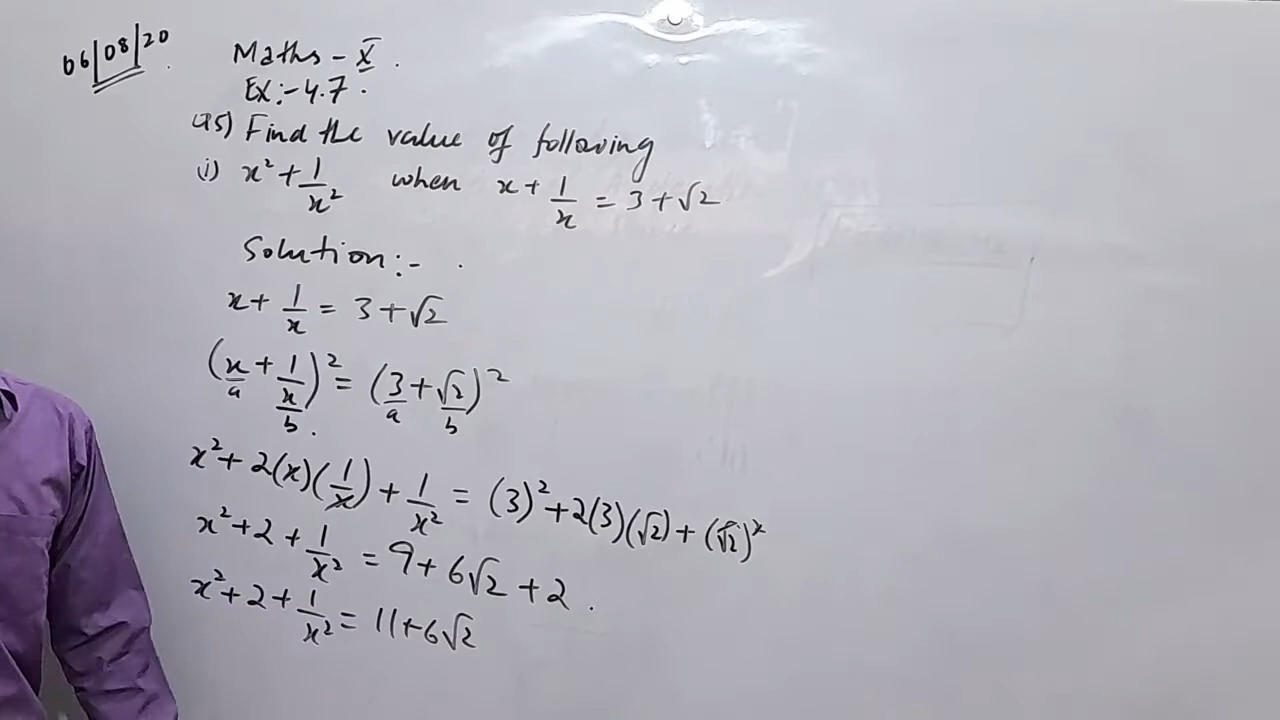 06|08|20
Maths - X.
Ex:- 4.7.
Q5) Find the value of following
i) x² + 1/x² when x + 1/x = 3 + √2
Solution:-
x + 1/x = 3 + √2
(x + 1/x)² = (3 + √2)²
a b a b
x² + 2(x)(1/x) + 1/x² = (3)² + 2(3)(√2) + (√2)²
x² + 2 + 1/x² = 9 + 6√2 + 2.
x² + 2 + 1/x² = 11 + 6√2